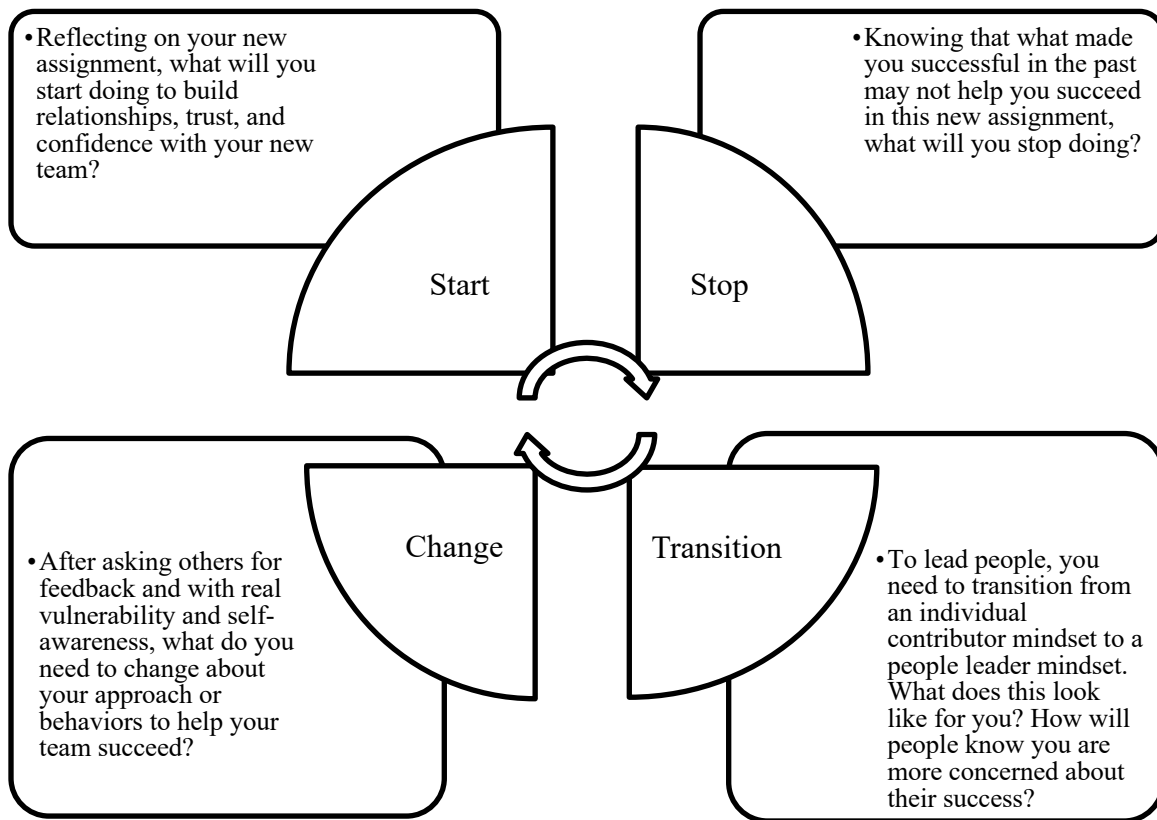 •Reflecting on your new
assignment, what will you
start doing to build
relationships, trust, and
confidence with your new
team?
Start
•Knowing that what made
you successful in the past
may not help you succeed
in this new assignment,
what will you stop doing?
Stop
•After asking others for
feedback and with real
vulnerability and self-
awareness, what do you
need to change about
your approach or
behaviors to help your
team succeed?
Change
Transition
•To lead people, you
need to transition from
an individual
contributor mindset to a
people leader mindset.
What does this look
like for you? How will
people know you are
more concerned about
their success?